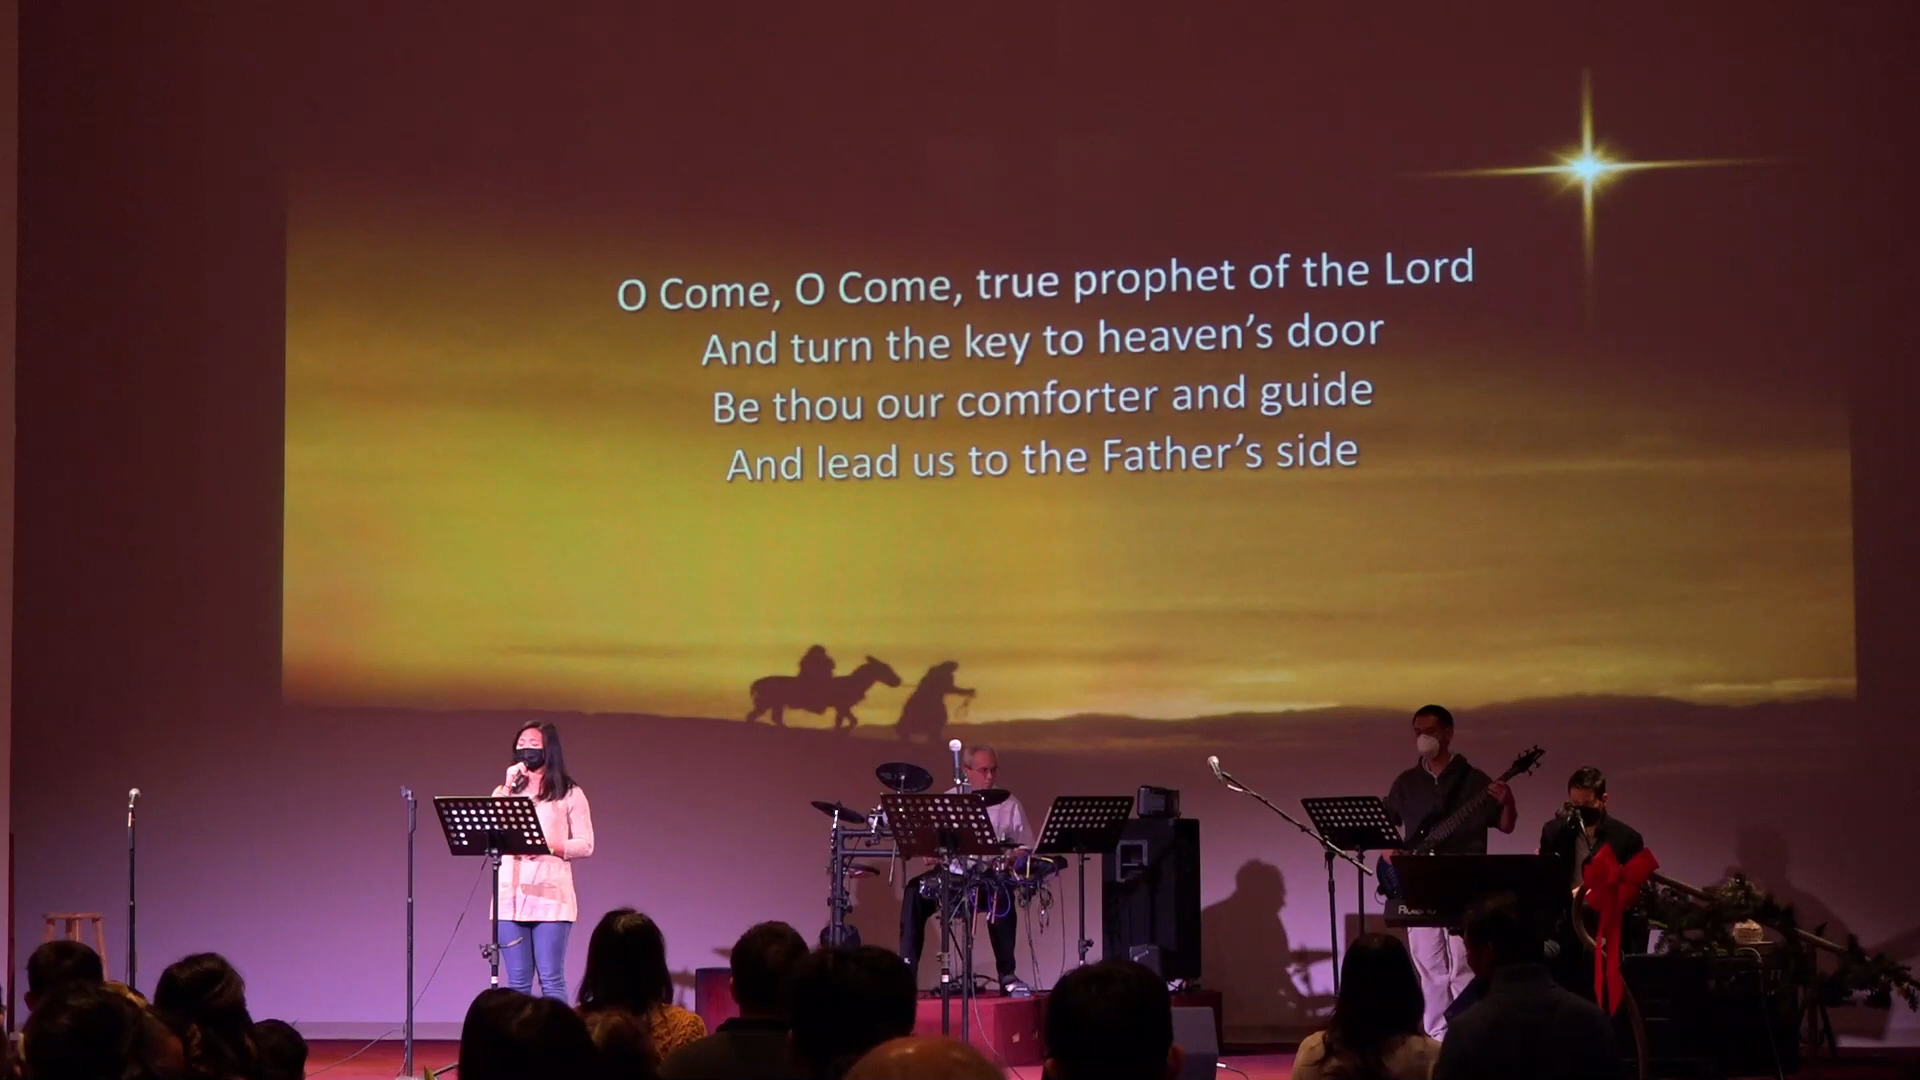 O Come, O Come, true prophet of the Lord
And turn the key to heaven's door
Be thou our comforter and guide
And lead us to the Father's side
Roland